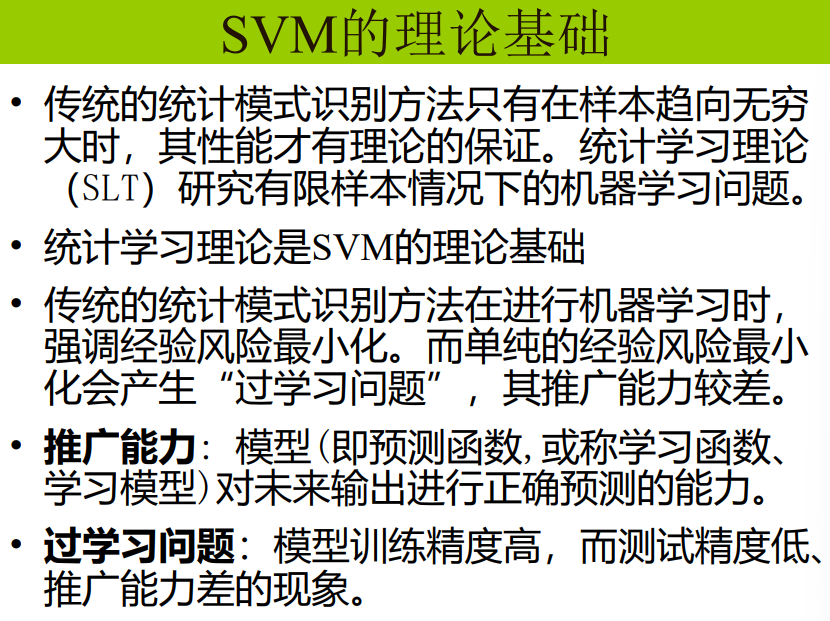 SVM的理论基础
• 传统的统计模式识别方法只有在样本趋向无穷
大时，其性能才有理论的保证。统计学习理论
（SLT）研究有限样本情况下的机器学习问题。
• 统计学习理论是SVM的理论基础
• 传统的统计模式识别方法在进行机器学习时，
强调经验风险最小化。而单纯的经验风险最小
化会产生“过学习问题”，其推广能力较差。
• 推广能力：模型(即预测函数,或称学习函数、
学习模型)对未来输出进行正确预测的能力。
• 过学习问题：模型训练精度高，而测试精度低、
推广能力差的现象。